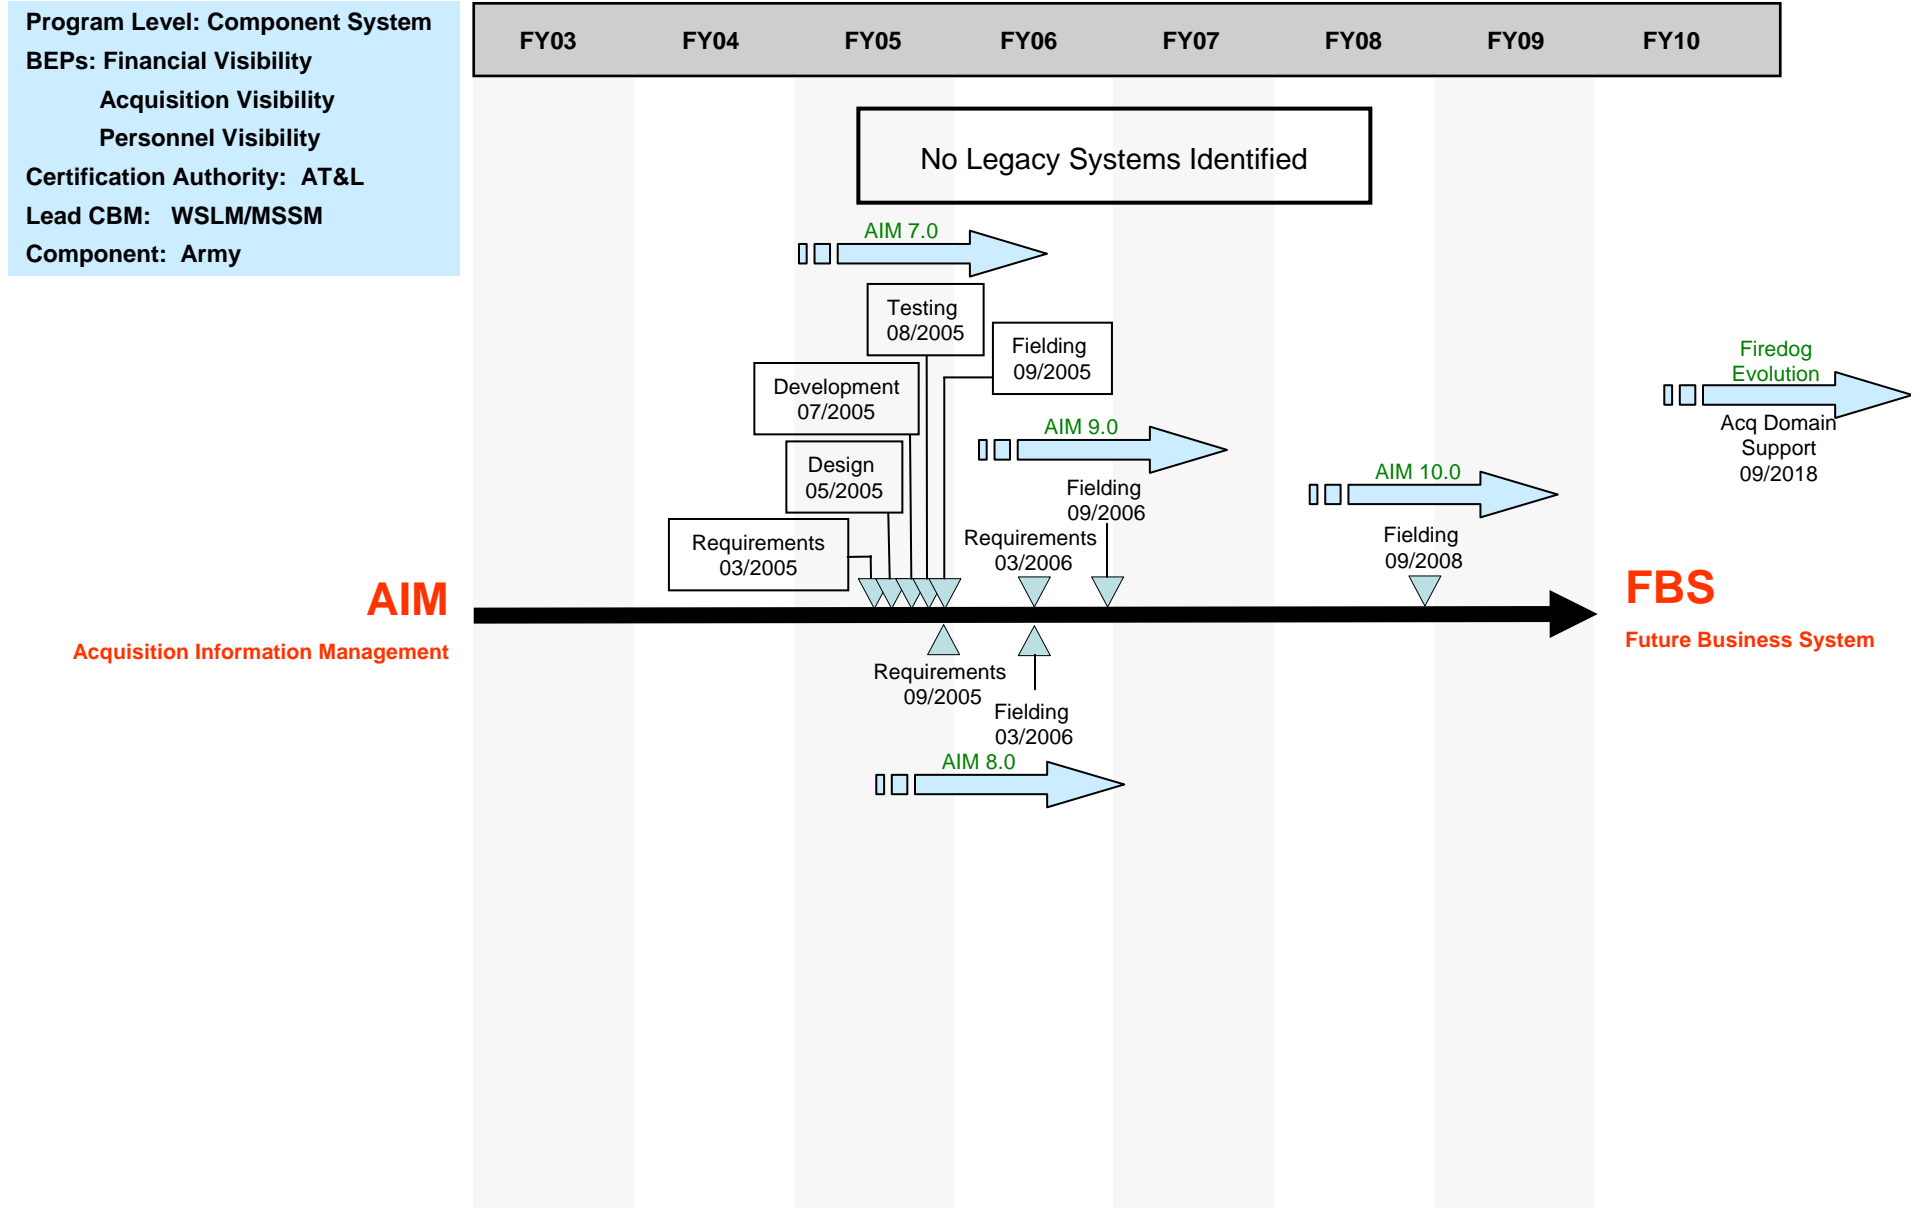 Program Level: Component System
BEPs: Financial Visibility
Acquisition Visibility
Personnel Visibility
Certification Authority: AT&L
Lead CBM: WSLM/MSSM
Component: Army
FY03 FY04 FY05 FY06 FY07 FY08 FY09 FY10
No Legacy Systems Identified
AIM 7.0
Testing
08/2005
Fielding
09/2005
Development
07/2005
Design
05/2005
Requirements
03/2005
AIM 9.0
Fielding
09/2006
Requirements
03/2006
AIM 10.0
Fielding
09/2008
Firedog
Evolution
Acq Domain
Support
09/2018
AIM
Acquisition Information Management
FBS
Future Business System
Requirements
09/2005
Fielding
03/2006
AIM 8.0